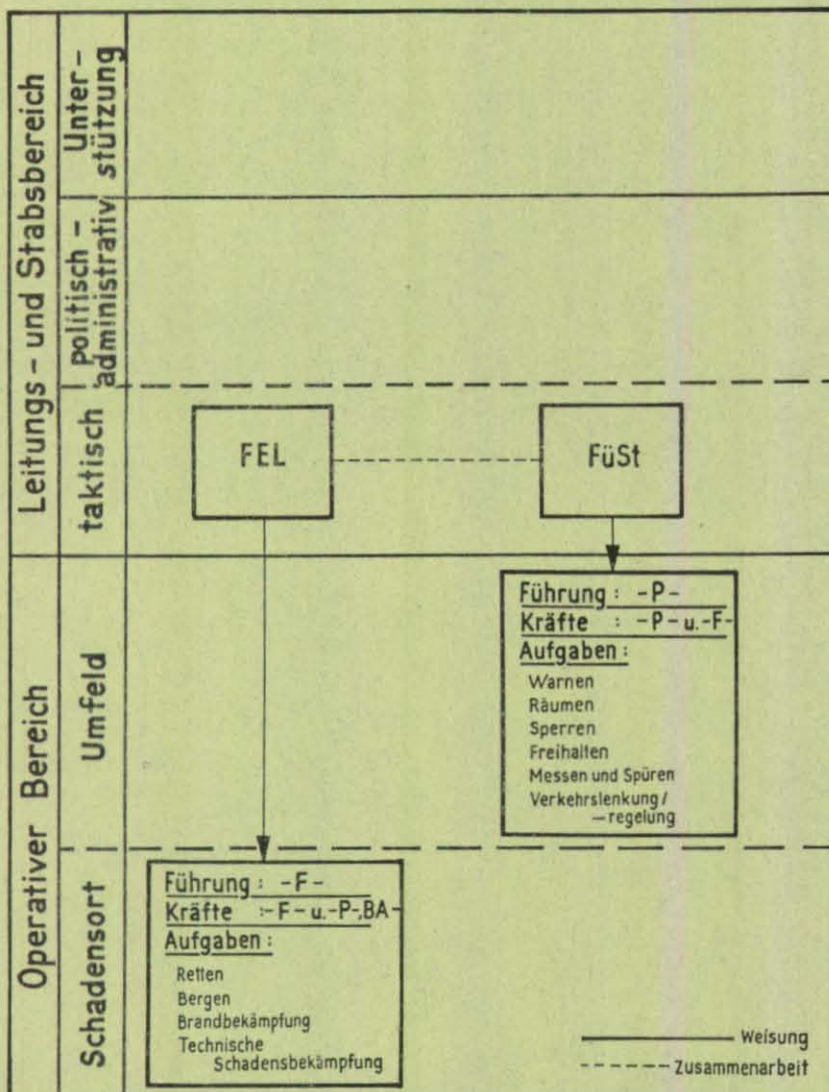 Leitungs- und Stabsbereich
Unter-
stützung
politisch -
administrativ
taktisch
FEL
FüSt
Operativer Bereich
Umfeld
Führung : -P-
Kräfte : -P- u. -F-
Aufgaben :
Warnen
Räumen
Sperren
Freihalten
Messen und Spüren
Verkehrslenkung/
-regelung
Schadensort
Führung : -F-
Kräfte :-F- u.-P-,BA-
Aufgaben :
Retten
Bergen
Brandbekämpfung
Technische
Schadensbekämpfung
Weisung
Zusammenarbeit